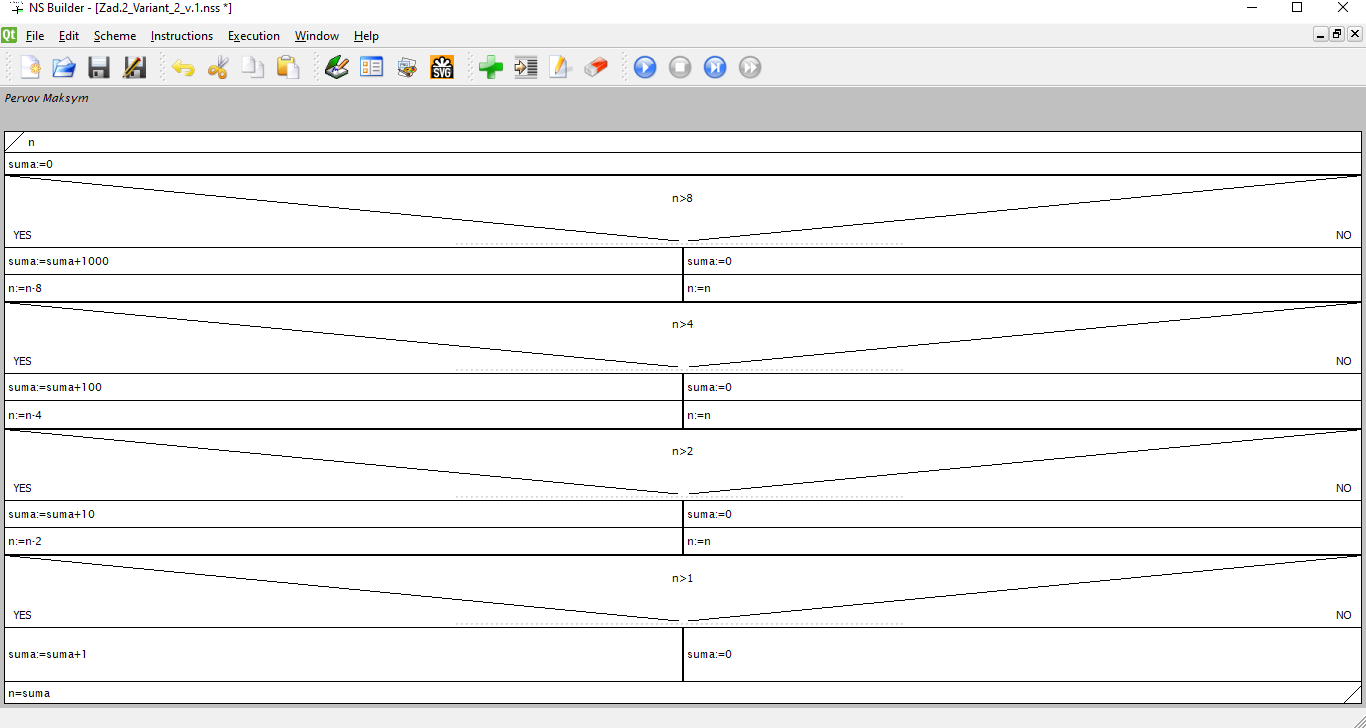 NS Builder - [Zad.2_Variant_2_v.1.nss *]
Qt File Edit Scheme Instructions Execution Window Help
SVG
Pervov Maksym
n
suma:=0
n>8
YES NO
suma:=suma+1000 suma:=0
n:=n-8 n:=n
n>4
YES NO
suma:=suma+100 suma:=0
n:=n-4 n:=n
n>2
YES NO
suma:=suma+10 suma:=0
n:=n-2 n:=n
n>1
YES NO
suma:=suma+1 suma:=0
n=suma